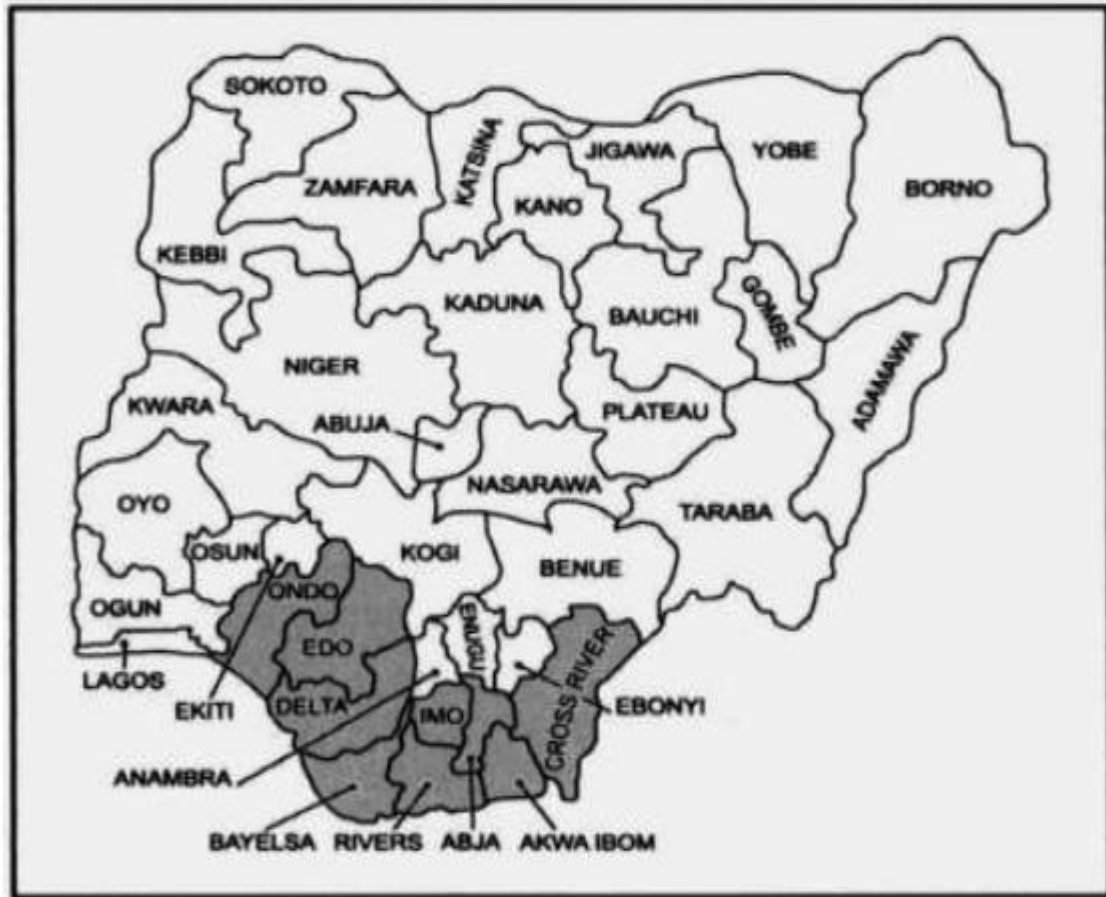 SOKOTO
KATSINA
JIGAWA
YOBE
BORNO
ZAMFARA
KANO
KEBBI
KADUNA
BAUCHI
GOMBE
ADAMAWA
NIGER
KWARA
ABUJA
PLATEAU
NASARAWA
TARABA
OYO
OSUN
KOGI
BENUE
ONDO
OGUN
ENUGU
EDO
CROSS RIVER
LAGOS
EKITI
DELTA
IMO
EBONYI
ANAMBRA
BAYELSA
RIVERS
ABJA
AKWA IBOM